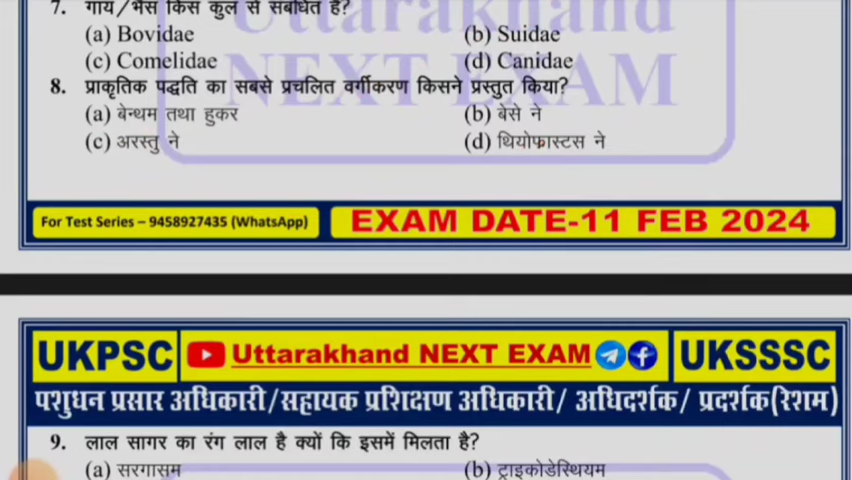 7. गाय/भैंस किस कुल से संबंधित है?
(a) Bovidae (b) Suidae
(c) Comelidae (d) Canidae
8. प्राकृतिक पद्धति का सबसे प्रचलित वर्गीकरण किसने प्रस्तुत किया?
(a) बेन्थम तथा हुकर (b) बेसे ने
(c) अरस्तु ने (d) थियोफ्रास्टस ने
Uttarakhand
NEXT EXAM
For Test Series – 9458927435 (WhatsApp) EXAM DATE-11 FEB 2024
UKPSC Uttarakhand NEXT EXAM UKSSSC
पशुधन प्रसार अधिकारी/सहायक प्रशिक्षण अधिकारी/ अधिदर्शक/ प्रदर्शक(रेशम)
9. लाल सागर का रंग लाल है क्यों कि इसमें मिलता है?
(a) सरगासम (b) ट्राइकोडेस्थियम